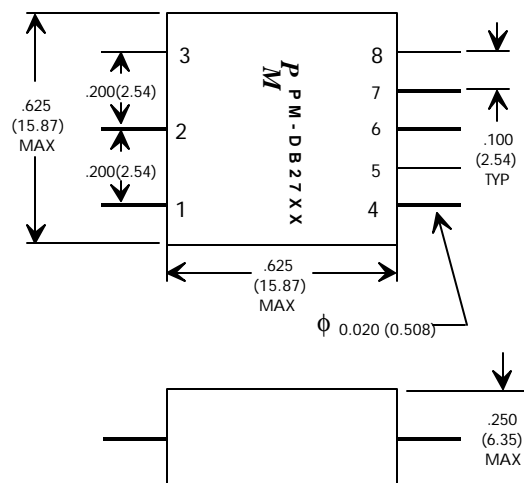 3
8
.200(2.54)
.625
(15.87)
MAX
P
M
PM-DB27XX
7
2
6
.100
(2.54)
TYP
.200(2.54)
5
1
4
.625
(15.87)
MAX
ϕ 0.020 (0.508)
.250
(6.35)
MAX